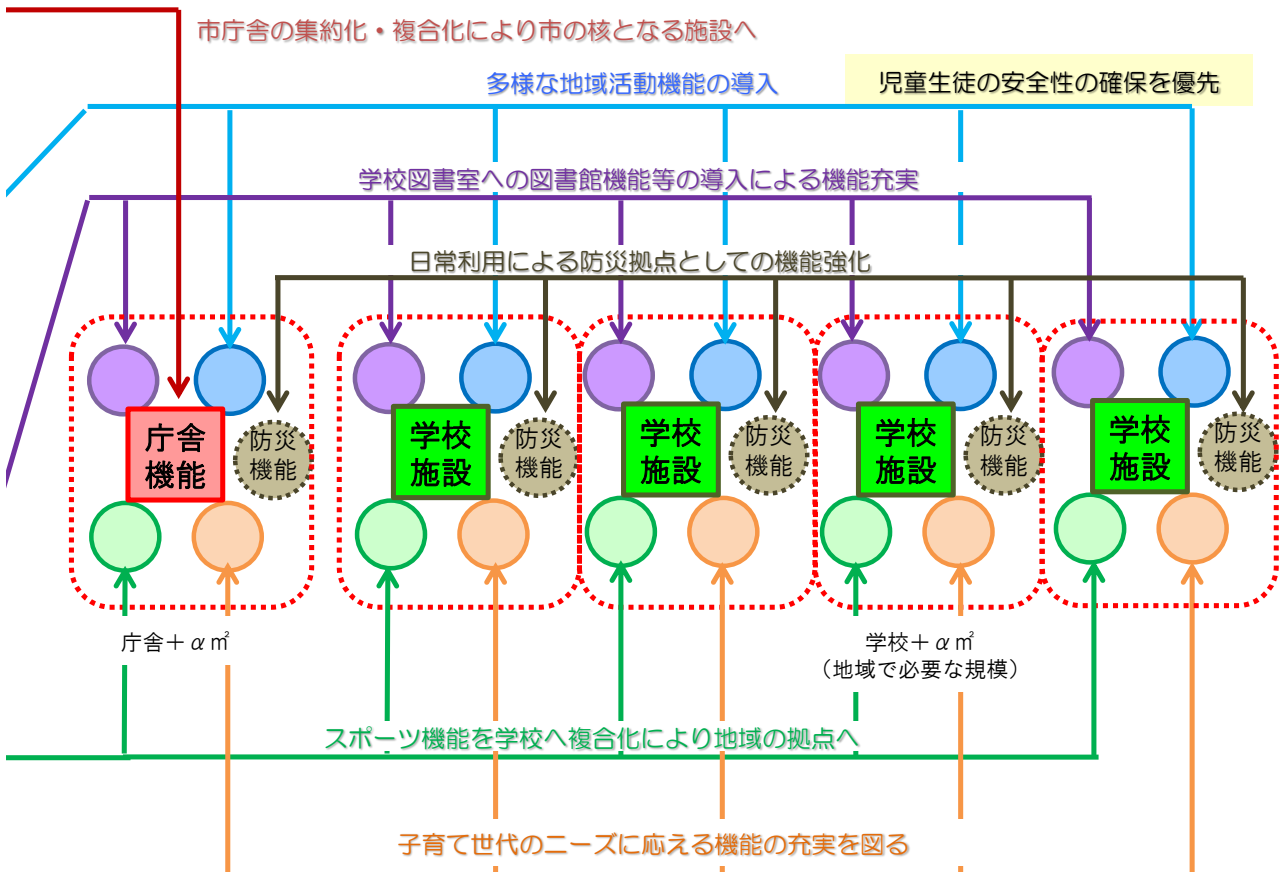 市庁舎の集約化・複合化により市の核となる施設へ
多様な地域活動機能の導入
児童生徒の安全性の確保を優先
学校図書室への図書館機能等の導入による機能充実
日常利用による防災拠点としての機能強化
庁舎
機能
防災
機能
学校
施設
防災
機能
学校
施設
防災
機能
学校
施設
防災
機能
学校
施設
防災
機能
庁舎＋α㎡
学校＋α㎡
（地域で必要な規模）
スポーツ機能を学校へ複合化により地域の拠点へ
子育て世代のニーズに応える機能の充実を図る